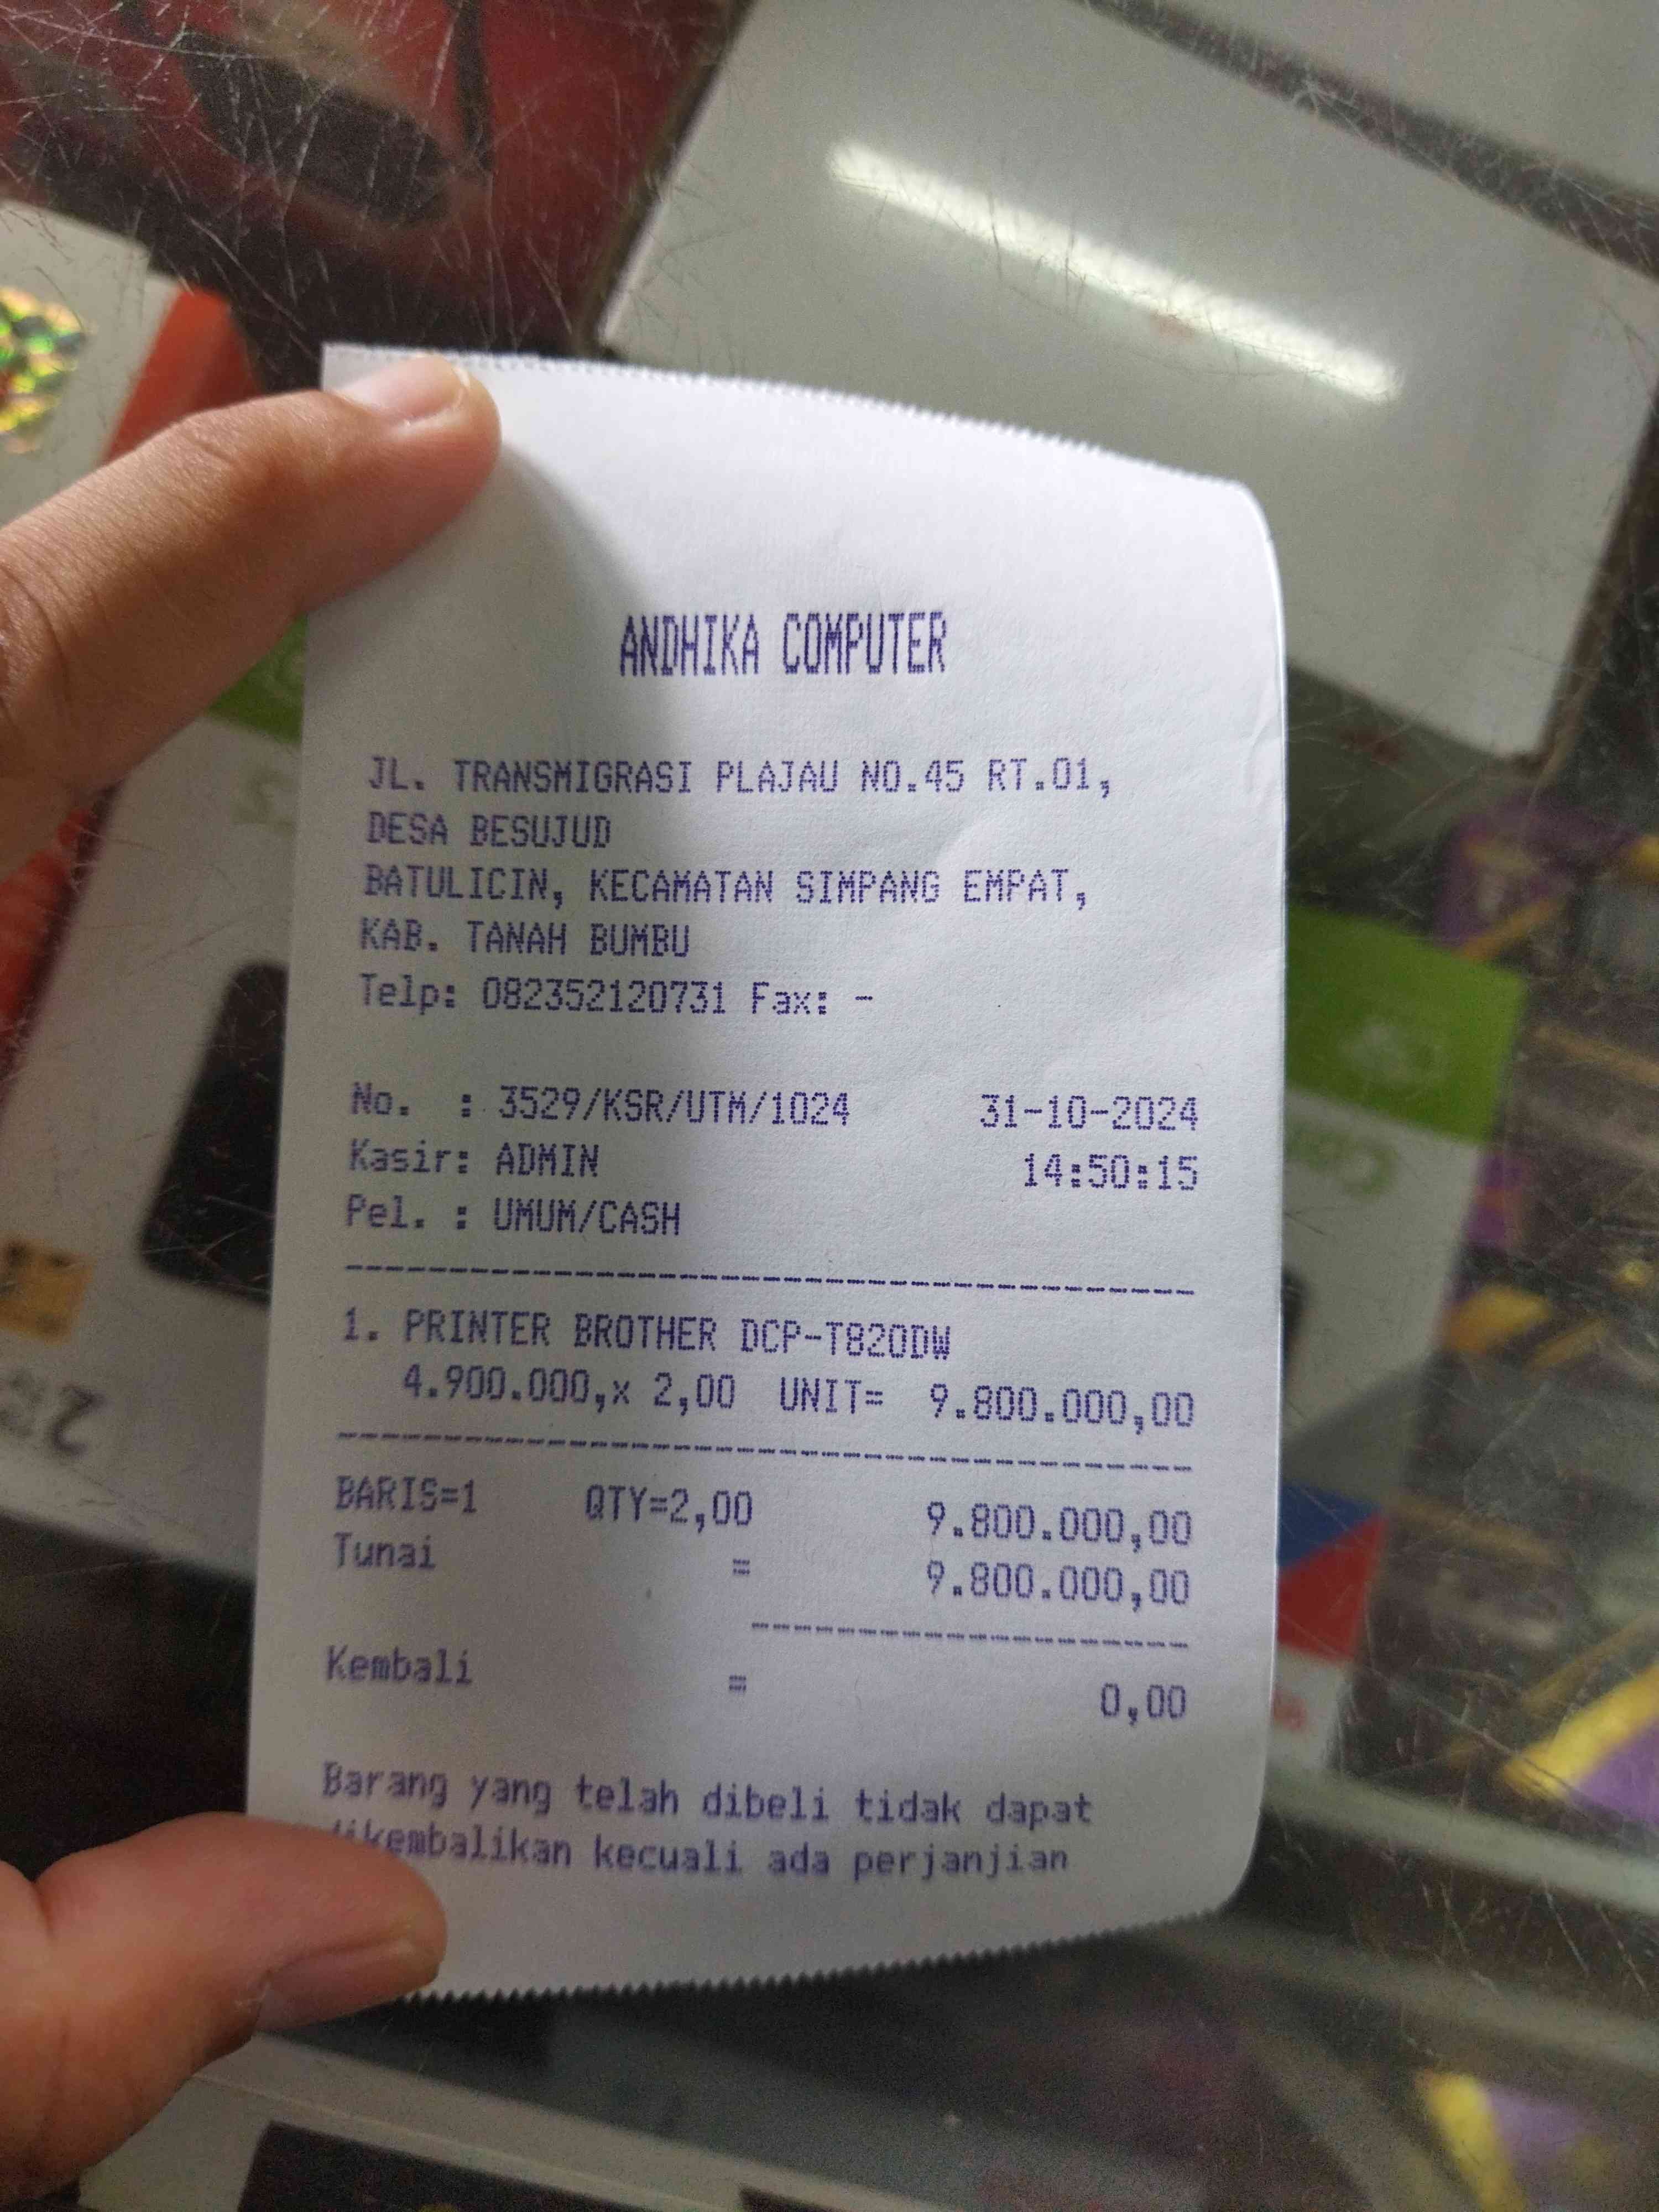 ANDHIKA COMPUTER
JL. TRANSMIGRASI PLAJAU NO.45 RT.01,
DESA BESUJUD
BATULICIN, KECAMATAN SIMPANG EMPAT,
KAB. TANAH BUMBU
Telp: 082352120731 Fax: -
No. : 3529/KSR/UTM/1024 31-10-2024
Kasir: ADMIN 14:50:15
Pel. : UMUM/CASH
1. PRINTER BROTHER DCP-T820DW
4.900.000,x 2,00 UNIT= 9.800.000,00
BARIS=1 QTY=2,00 9.800.000,00
Tunai = 9.800.000,00
Kembali = 0,00
Barang yang telah dibeli tidak dapat
dikembalikan kecuali ada perjanjian